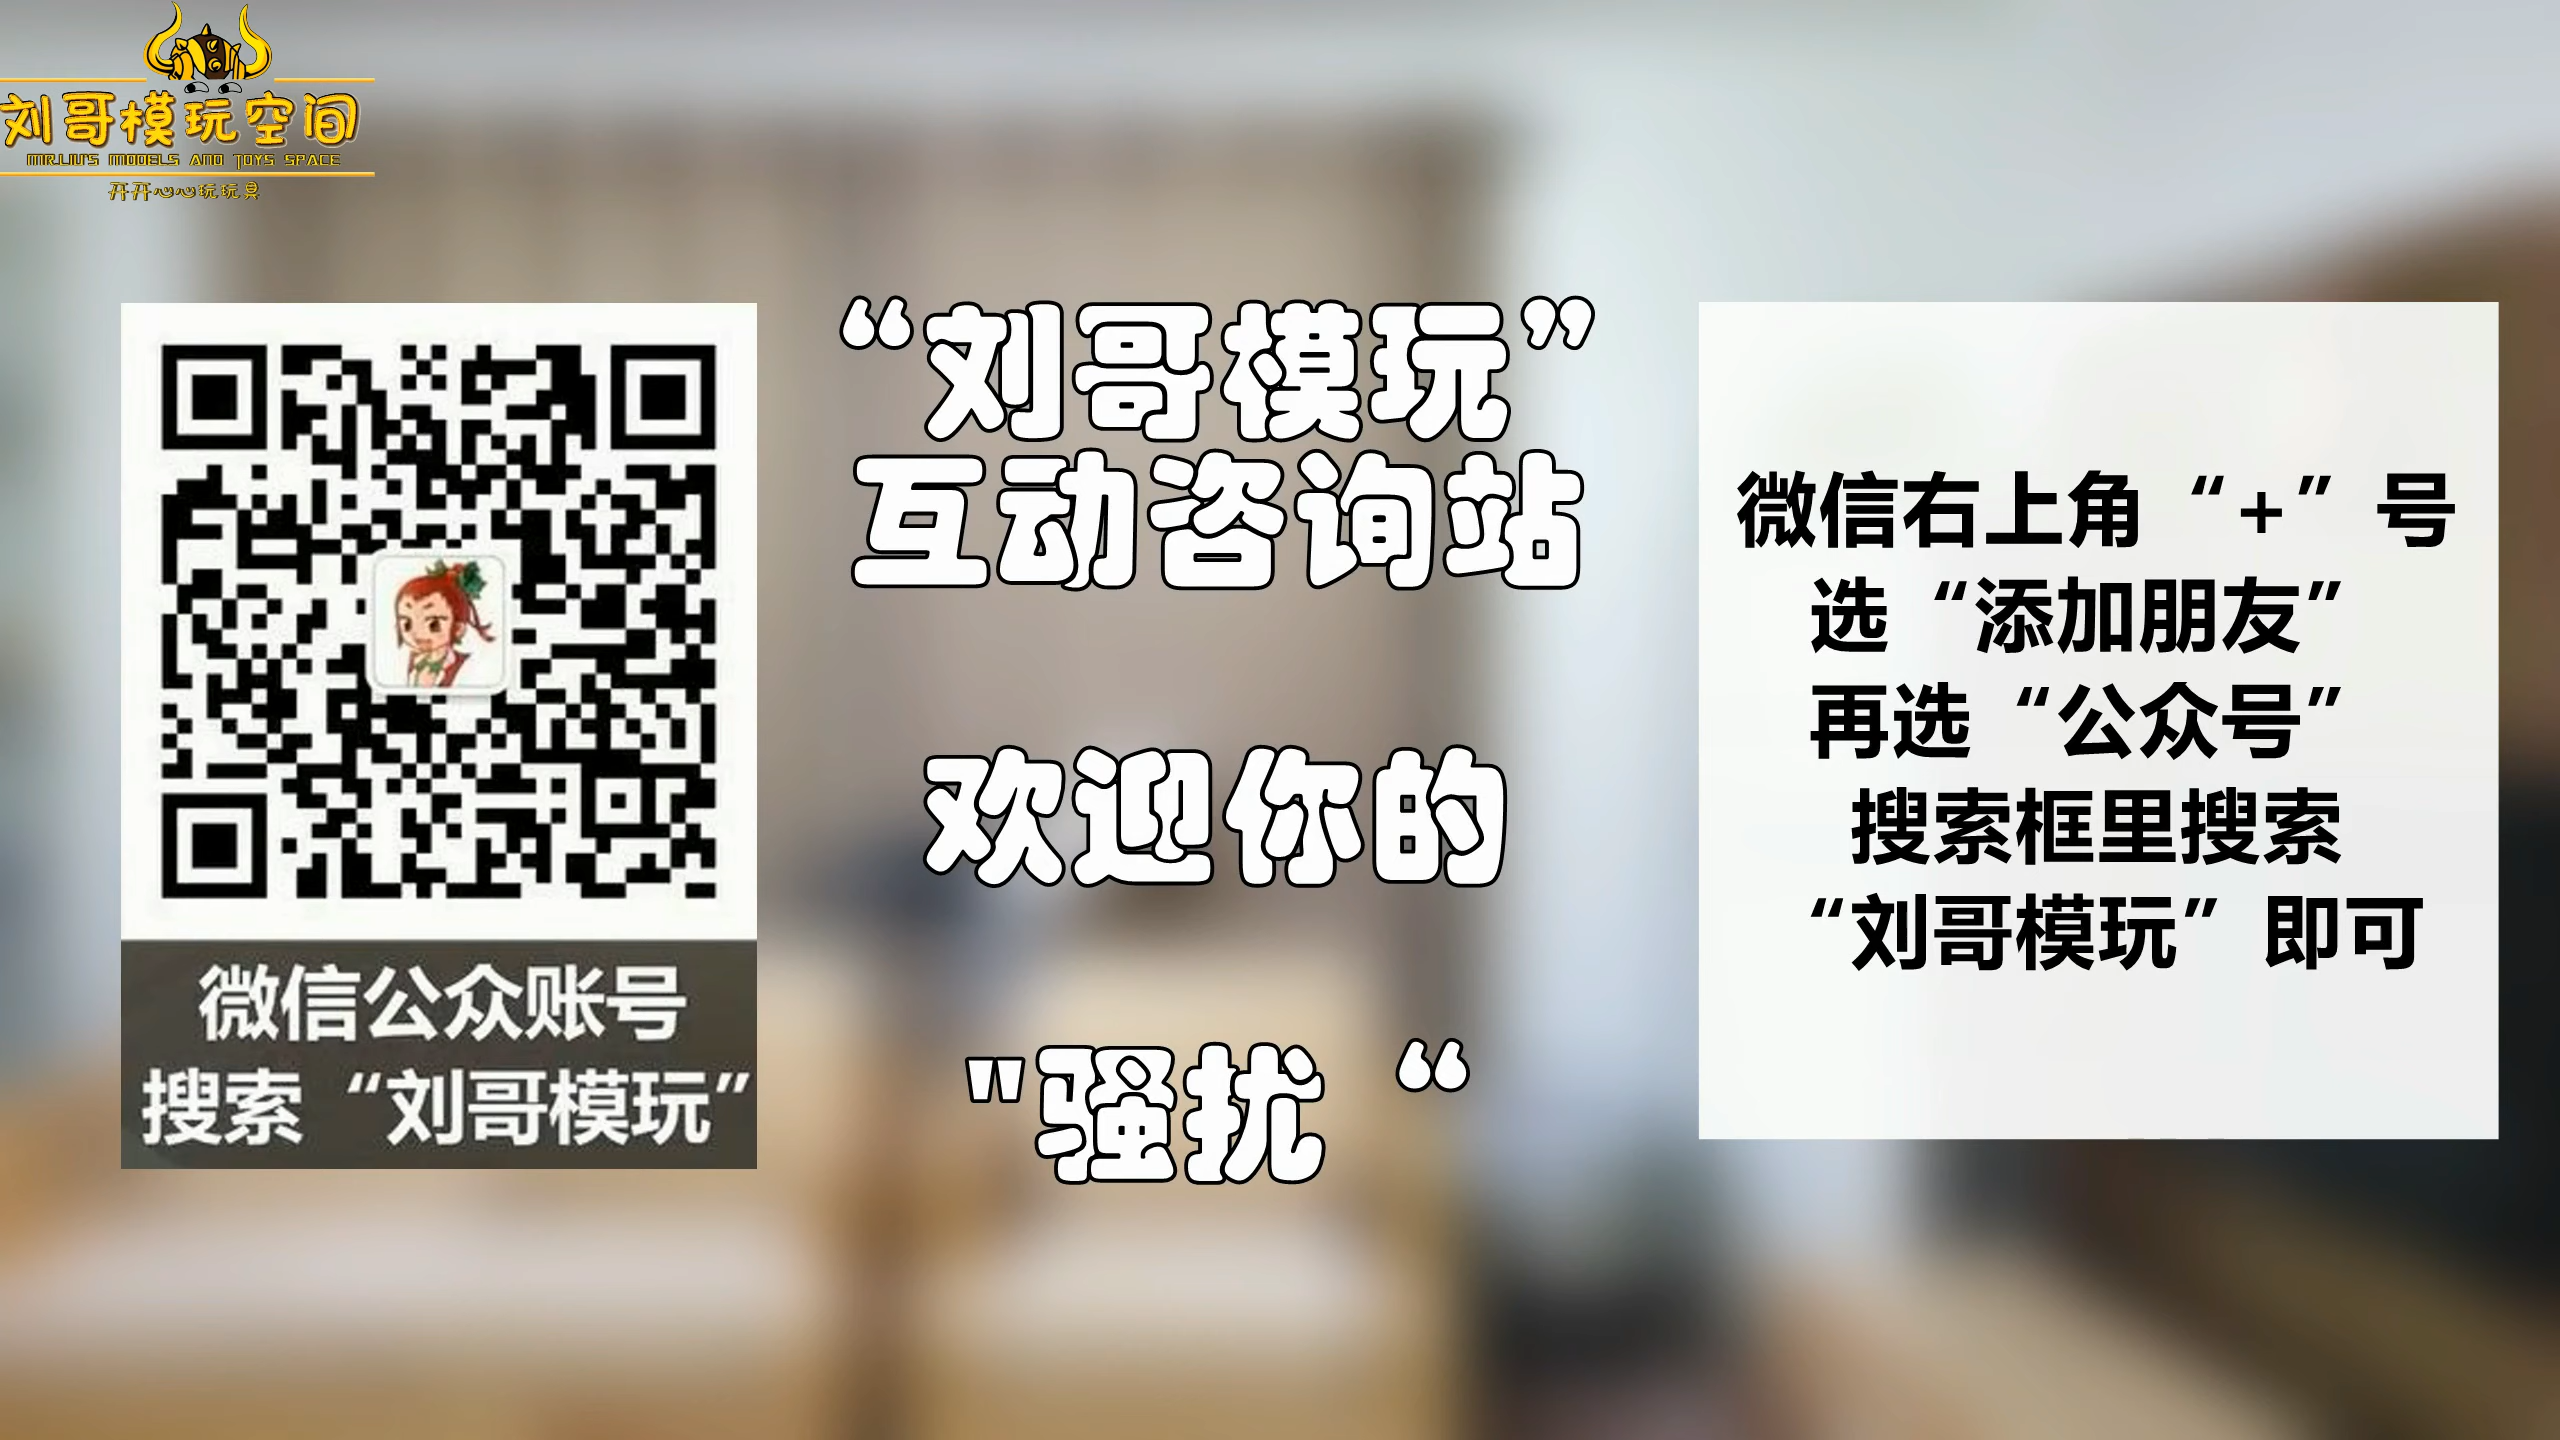 刘哥模玩空间
MR.LIU'S MODELS AND TOYS SPACE
开开心心玩玩具
微信公众账号
搜索“刘哥模玩”
“刘哥模玩”
互动咨询站
欢迎你的
"骚扰“
微信右上角“+”号
选“添加朋友”
再选“公众号”
搜索框里搜索
“刘哥模玩”即可